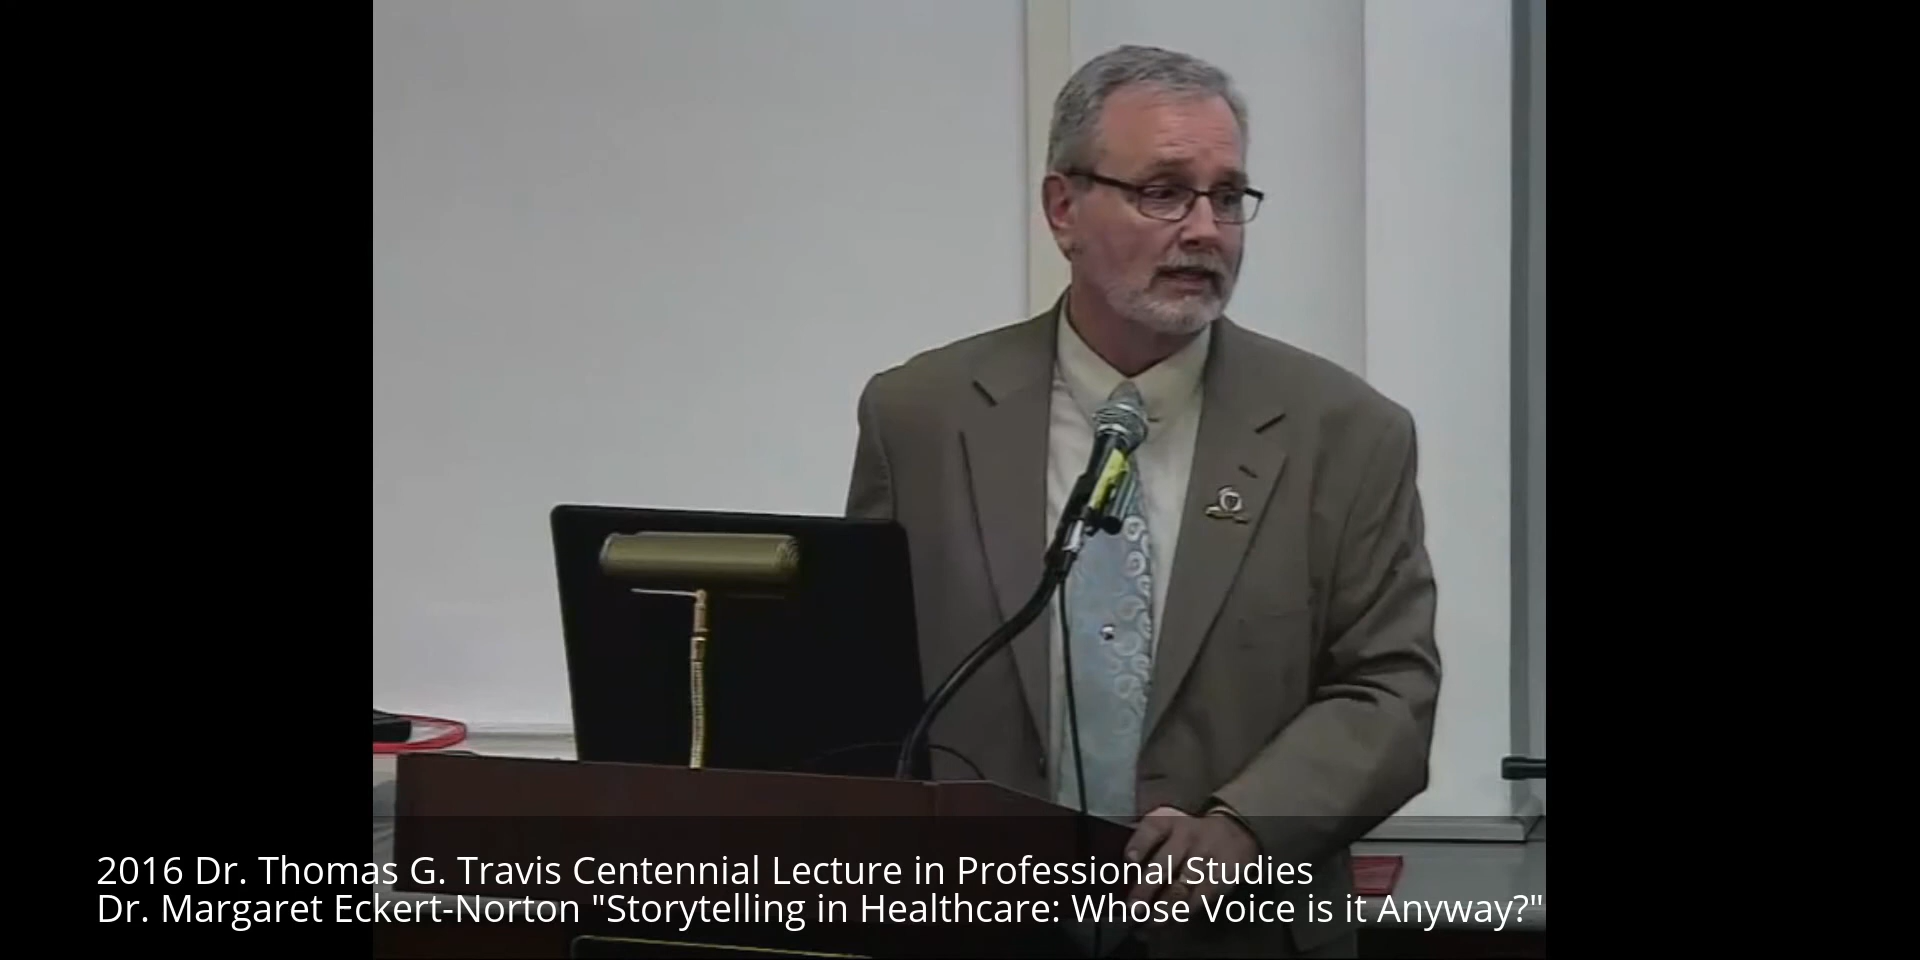 2016 Dr. Thomas G. Travis Centennial Lecture in Professional Studies
Dr. Margaret Eckert-Norton "Storytelling in Healthcare: Whose Voice is it Anyway?"